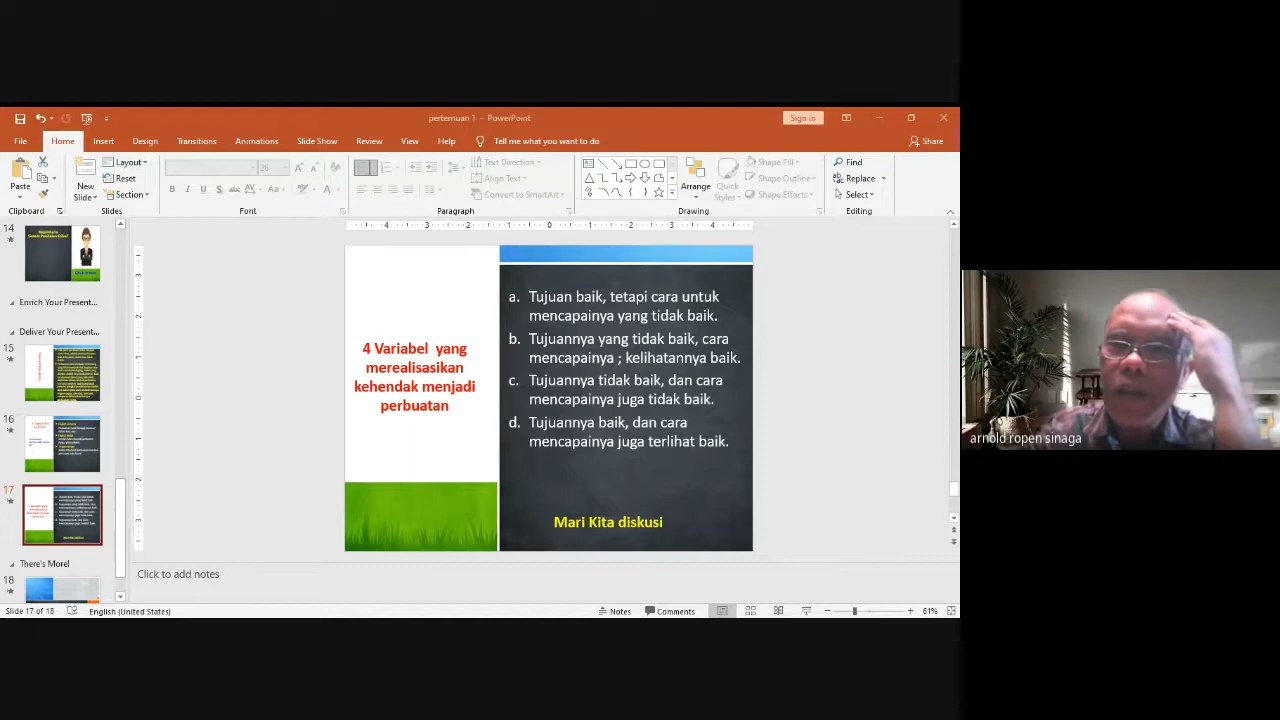 pertemuan 1 - PowerPoint
Sign in
File Home Insert Design Transitions Animations Slide Show Review View Help Tell me what you want to do Share
Paste
New
Slide
Layout
Reset
Section
26
Text Direction
Align Text
Convert to SmartArt
Arrange
Quick
Styles
Shape Fill
Shape Outline
Shape Effects
Find
Replace
Select
Clipboard Slides Font Paragraph Drawing Editing
14
Enrich Your Present...
Deliver Your Present...
15
16
17
There's More!
18
4 Variabel yang
merealisasikan
kehendak menjadi
perbuatan
a. Tujuan baik, tetapi cara untuk
mencapainya yang tidak baik.
b. Tujuannya yang tidak baik, cara
mencapainya ; kelihatannya baik.
c. Tujuannya tidak baik, dan cara
mencapainya juga tidak baik.
d. Tujuannya baik, dan cara
mencapainya juga terlihat baik.
Mari Kita diskusi
Click to add notes
Slide 17 of 18 English (United States) Notes Comments 61%
arnold ropen sinaga